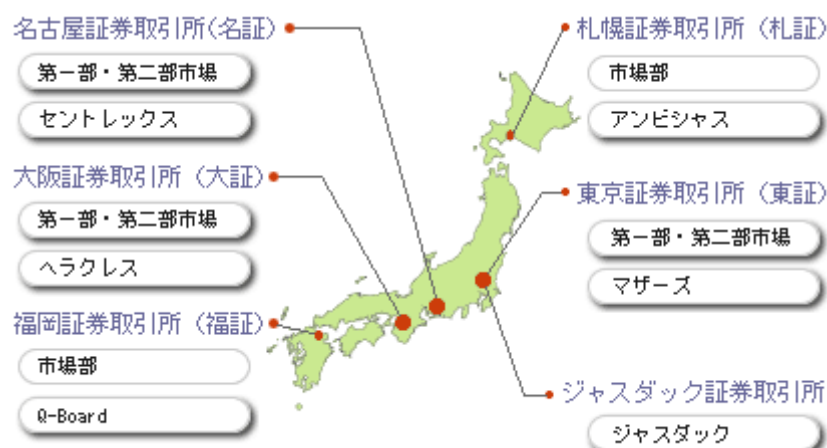 名古屋証券取引所(名証)
第一部・第二部市場
セントレックス
大阪証券取引所（大証)
第一部・第二部市場
ヘラクレス
福岡証券取引所（福証)
市場部
Q-Board
札幌証券取引所（札証)
市場部
アンビシャス
東京証券取引所（東証)
第一部・第二部市場
マザーズ
ジャスダック証券取引所
ジャスダック